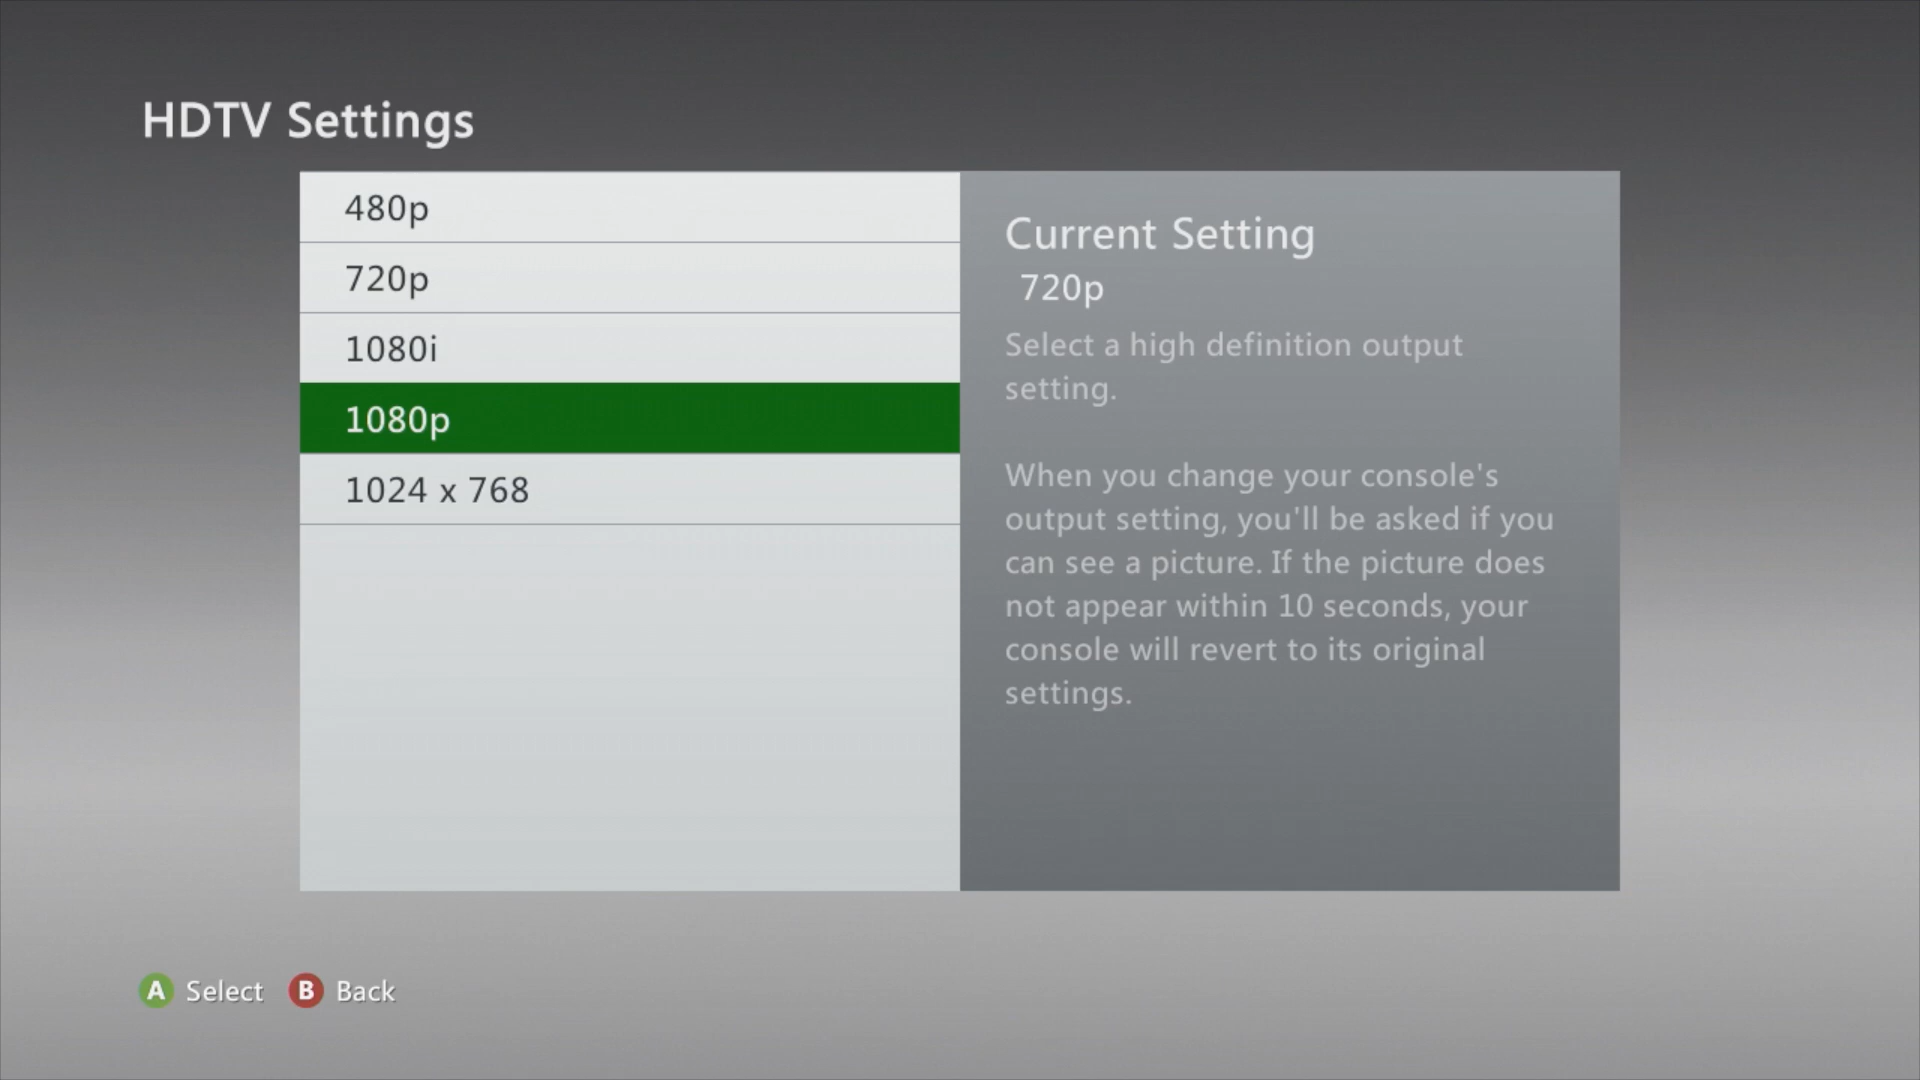 HDTV Settings
480p
720p
1080i
1080p
1024 x 768
Current Setting
720p
Select a high definition output
setting.
When you change your console's
output setting, you'll be asked if you
can see a picture. If the picture does
not appear within 10 seconds, your
console will revert to its original
settings.
A Select B Back